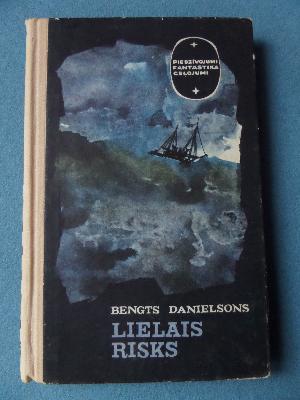 PIEDZĪVOJUMI
FANTASTIKA
CEĻOJUMI
BENGTS DANIELSONS
LIELAIS
RISKS